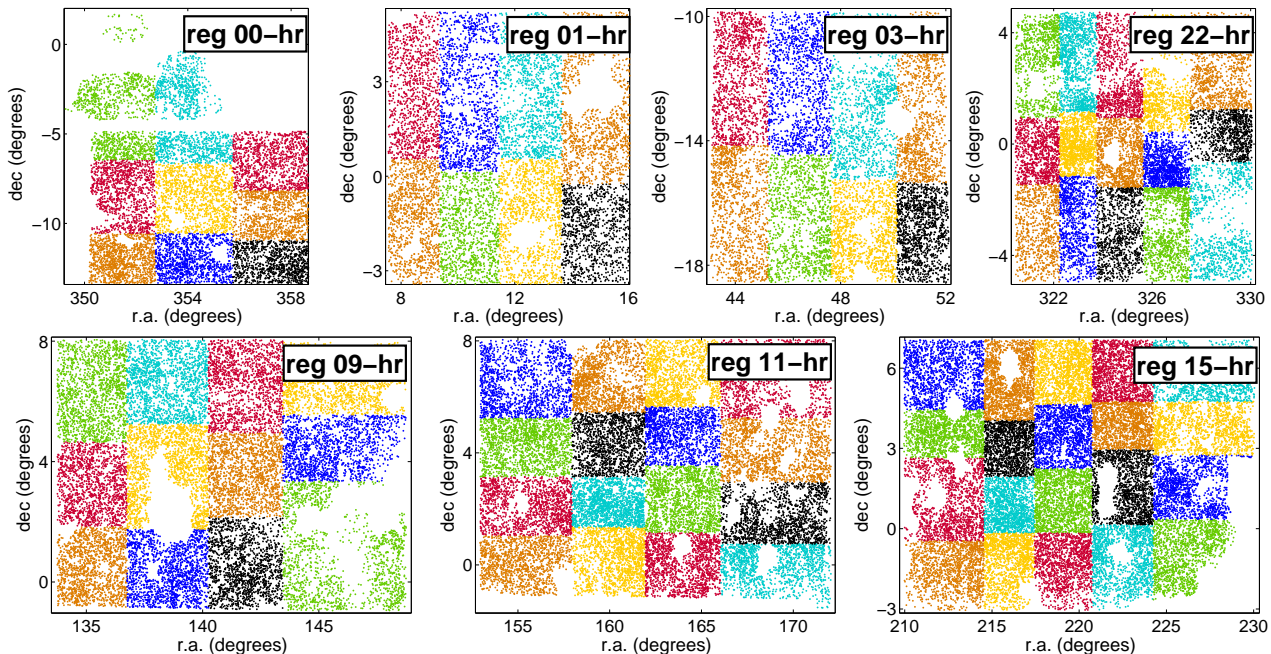 reg 00−hr
dec (degrees)
0
−5
−10
350
354
358
r.a. (degrees)
reg 01−hr
dec (degrees)
3
0
−3
8
12
16
r.a. (degrees)
reg 03−hr
dec (degrees)
−10
−14
−18
44
48
52
r.a. (degrees)
reg 22−hr
dec (degrees)
4
0
−4
322
326
330
r.a. (degrees)
reg 09−hr
dec (degrees)
8
4
0
135
140
145
r.a. (degrees)
reg 11−hr
dec (degrees)
8
4
0
155
160
165
170
r.a. (degrees)
reg 15−hr
dec (degrees)
6
3
0
−3
210
215
220
225
230
r.a. (degrees)